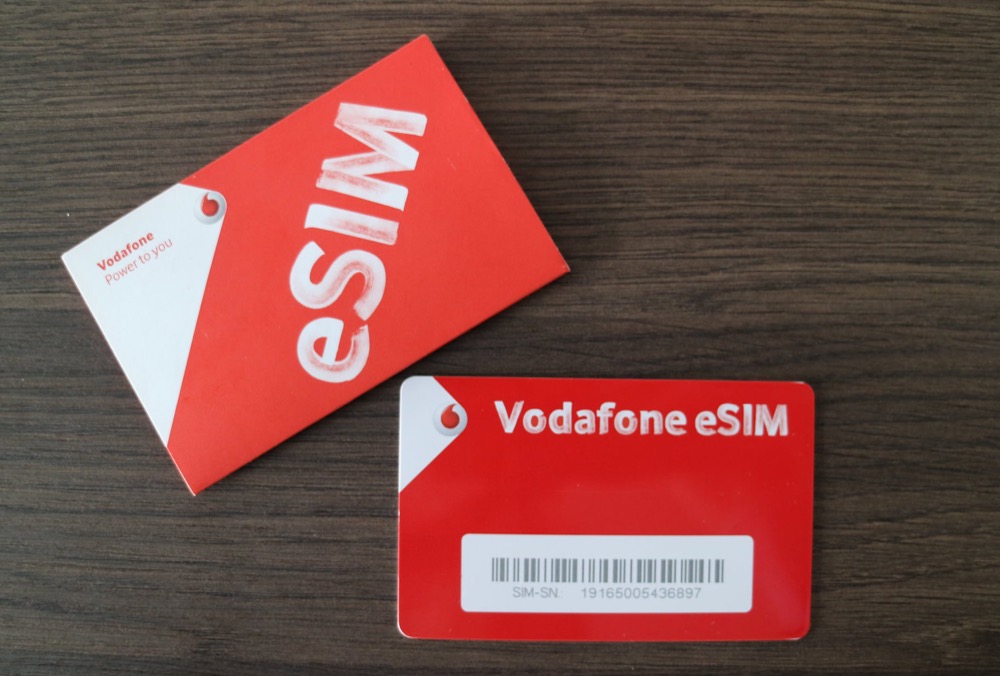 Vodafone
Power to you
eSIM
Vodafone eSIM
SIM-SN: 19165005436897